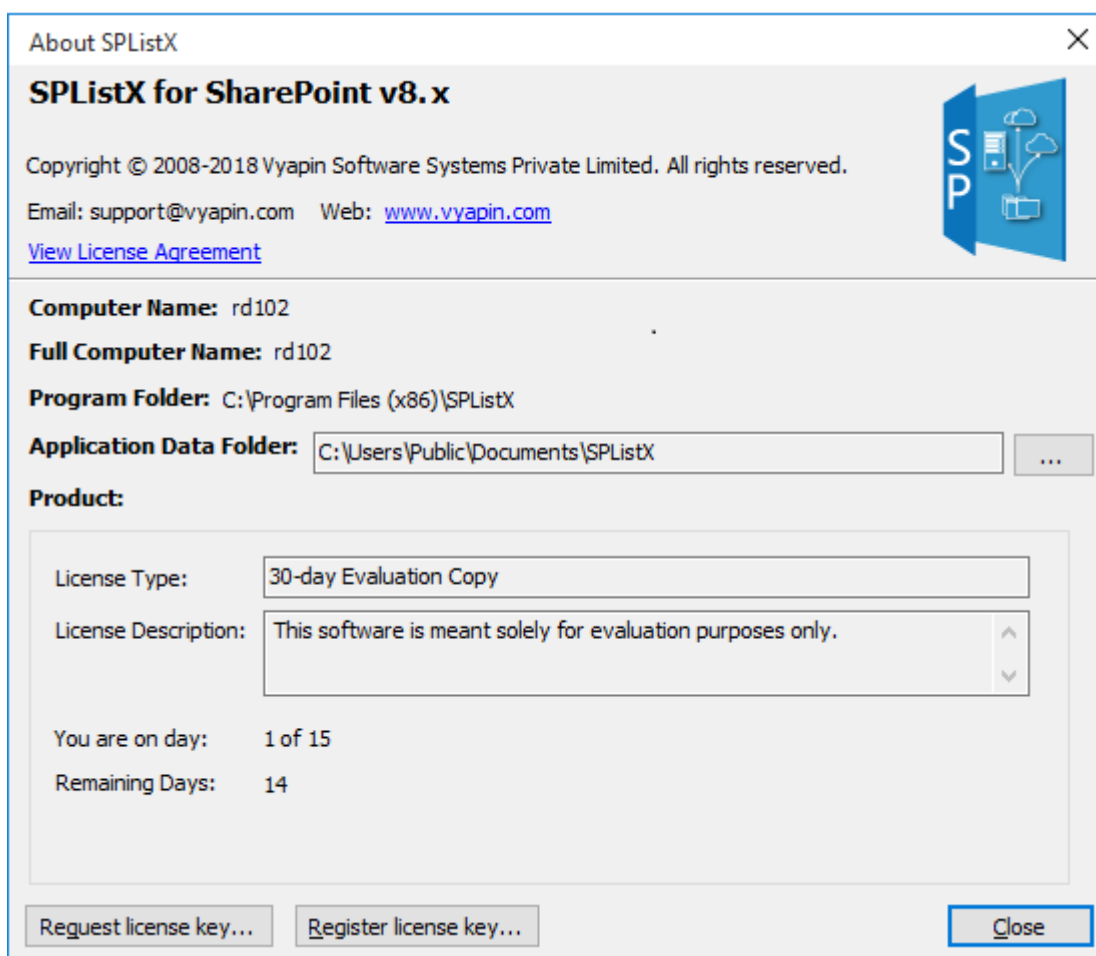 About SPListX
SPListX for SharePoint v8.x
SP
Copyright © 2008-2018 Vyapin Software Systems Private Limited. All rights reserved.
Email: support@vyapin.com Web: www.vyapin.com
View License Agreement
Computer Name: rd102
Full Computer Name: rd102
Program Folder: C:\Program Files (x86)\SPListX
Application Data Folder: C:\Users\Public\Documents\SPListX ...
Product:
License Type: 30-day Evaluation Copy
License Description: This software is meant solely for evaluation purposes only.
You are on day: 1 of 15
Remaining Days: 14
Request license key... Register license key... Close